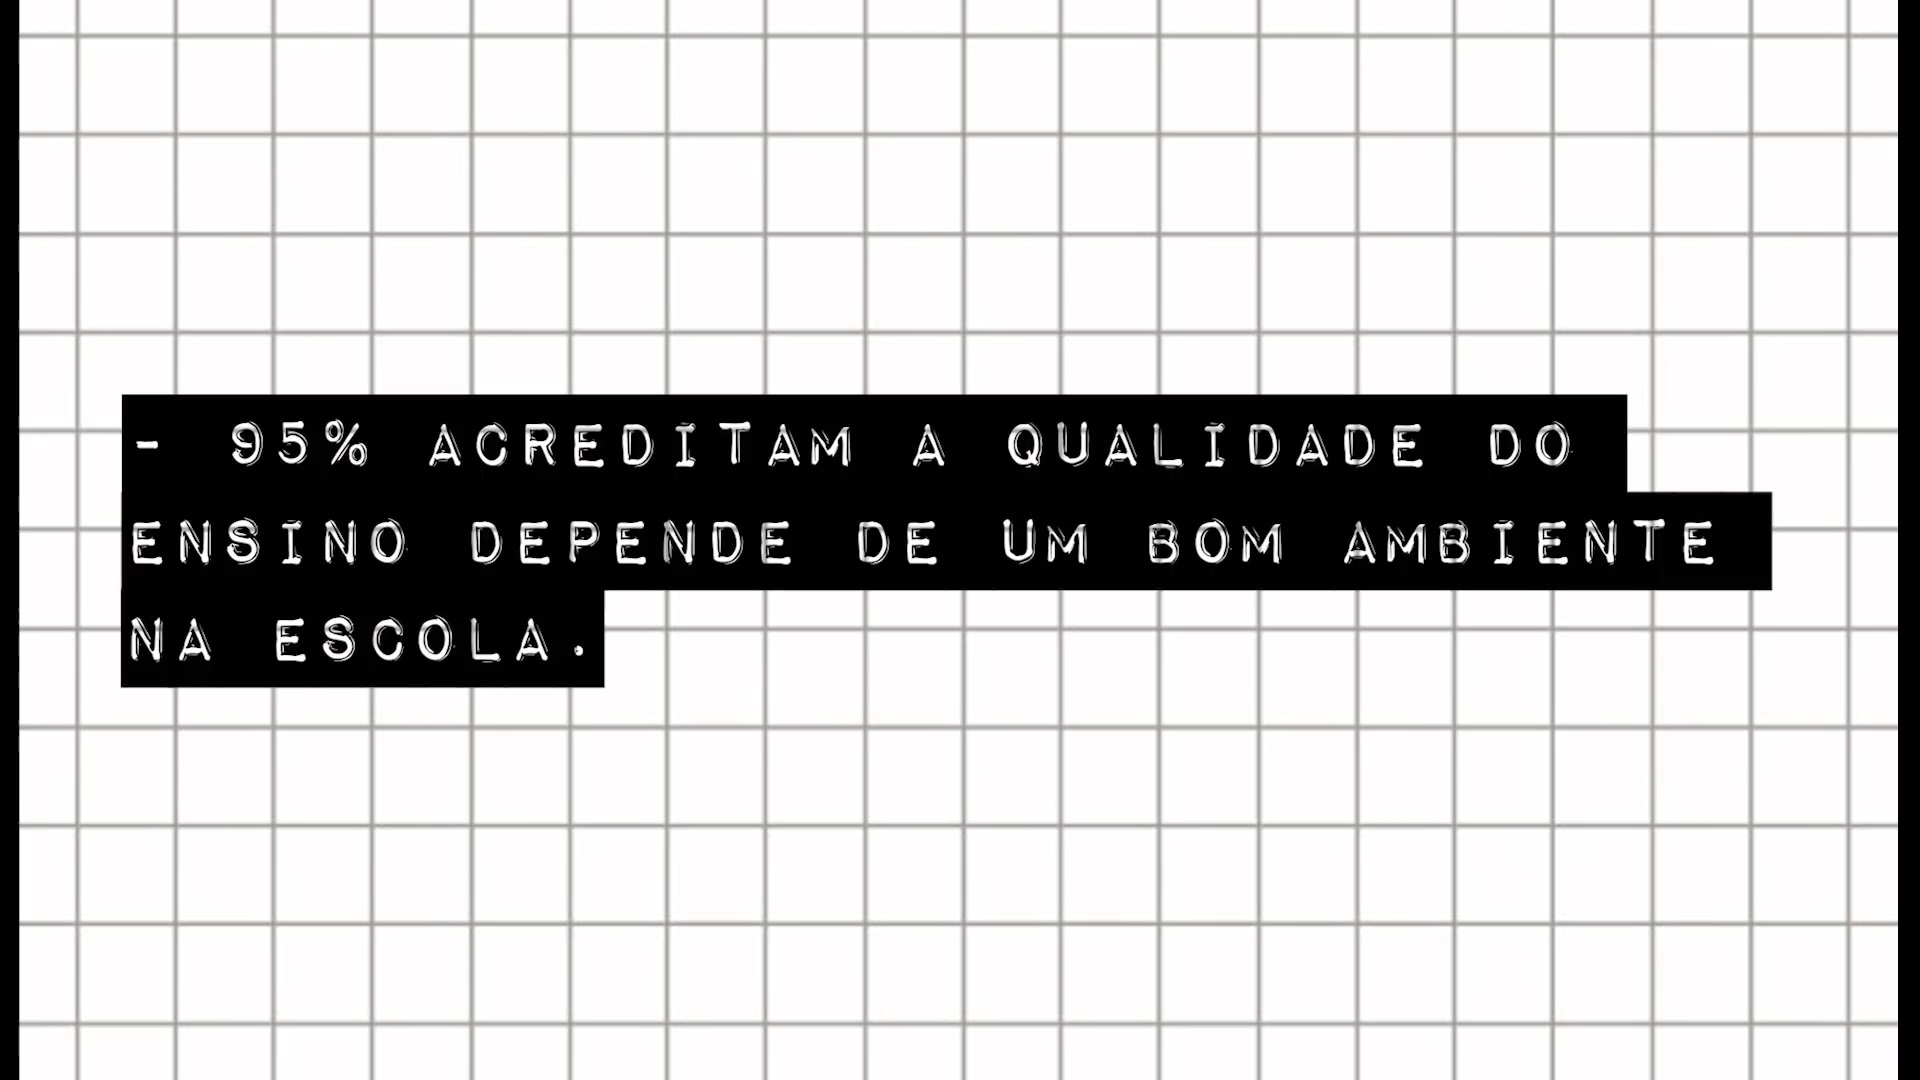 - 95% ACREDITAM A QUALIDADE DO
ENSINO DEPENDE DE UM BOM AMBIENTE
NA ESCOLA.